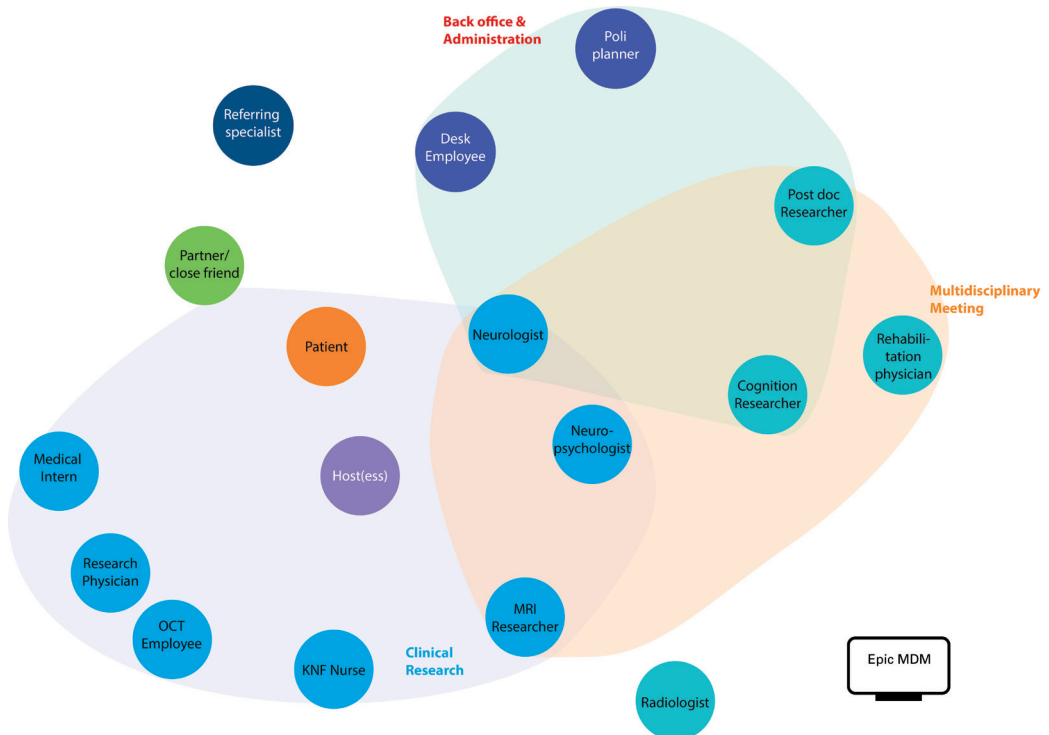 Back office &
Administration
Poli
planner
Referring
specialist
Desk
Employee
Post doc
Researcher
Partner/
close friend
Multidisciplinary
Meeting
Neurologist
Patient
Rehabili-
tation
physician
Cognition
Researcher
Neuro-
psychologist
Medical
Intern
Host(ess)
Research
Physician
MRI
Researcher
OCT
Employee
Clinical
Research
KNF Nurse
Epic MDM
Radiologist